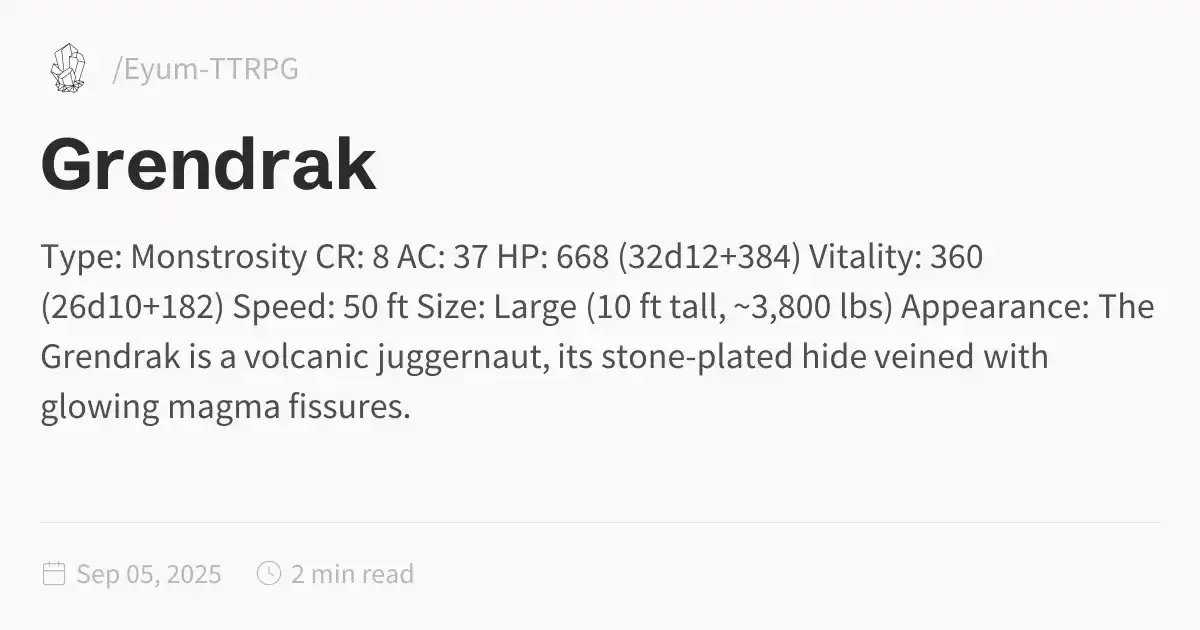 /Eyum-TTRPG
Grendrak
Type: Monstrosity CR: 8 AC: 37 HP: 668 (32d12+384) Vitality: 360
(26d10+182) Speed: 50 ft Size: Large (10 ft tall, ~3,800 lbs) Appearance: The
Grendrak is a volcanic juggernaut, its stone-plated hide veined with
glowing magma fissures.
Sep 05, 2025 2 min read